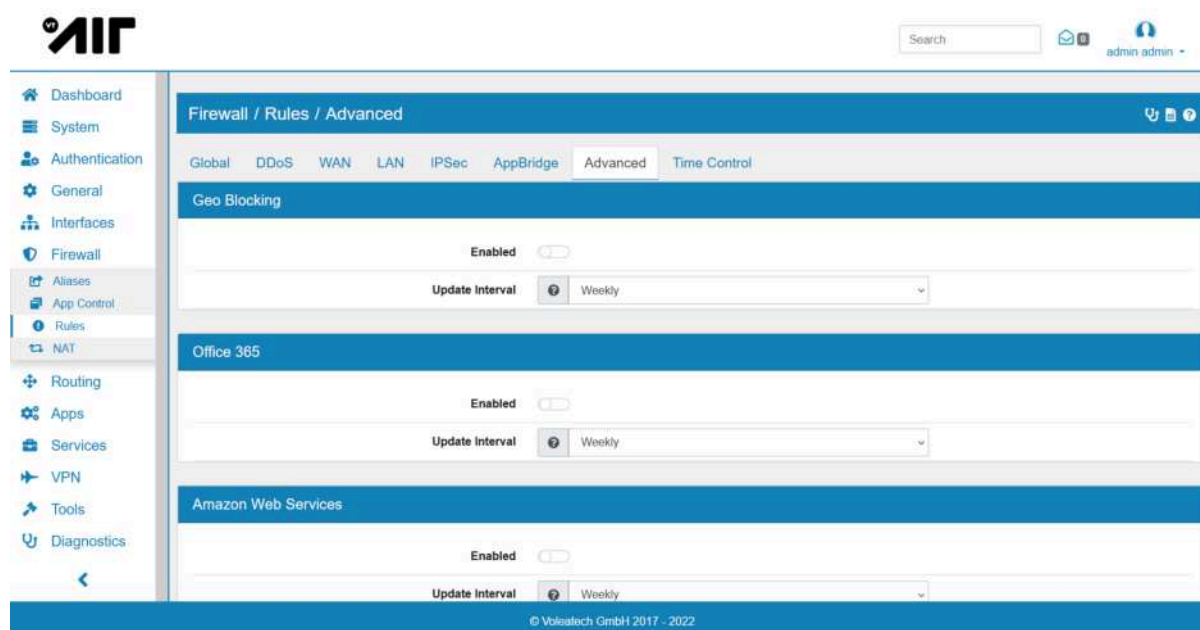 VT AIR
Search
0
admin admin
Dashboard
System
Authentication
General
Interfaces
Firewall
Aliases
App Control
Rules
NAT
Routing
Apps
Services
VPN
Tools
Diagnostics
Firewall / Rules / Advanced
Global DDoS WAN LAN IPSec AppBridge Advanced Time Control
Geo Blocking
Enabled
Update Interval Weekly
Office 365
Enabled
Update Interval Weekly
Amazon Web Services
Enabled
Update Interval Weekly
© Voleatech GmbH 2017 - 2022